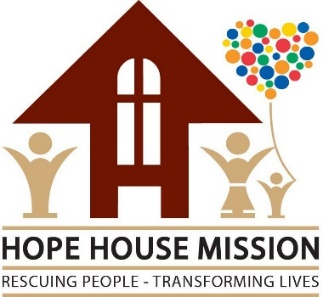 HOPE HOUSE MISSION
RESCUING PEOPLE - TRANSFORMING LIVES